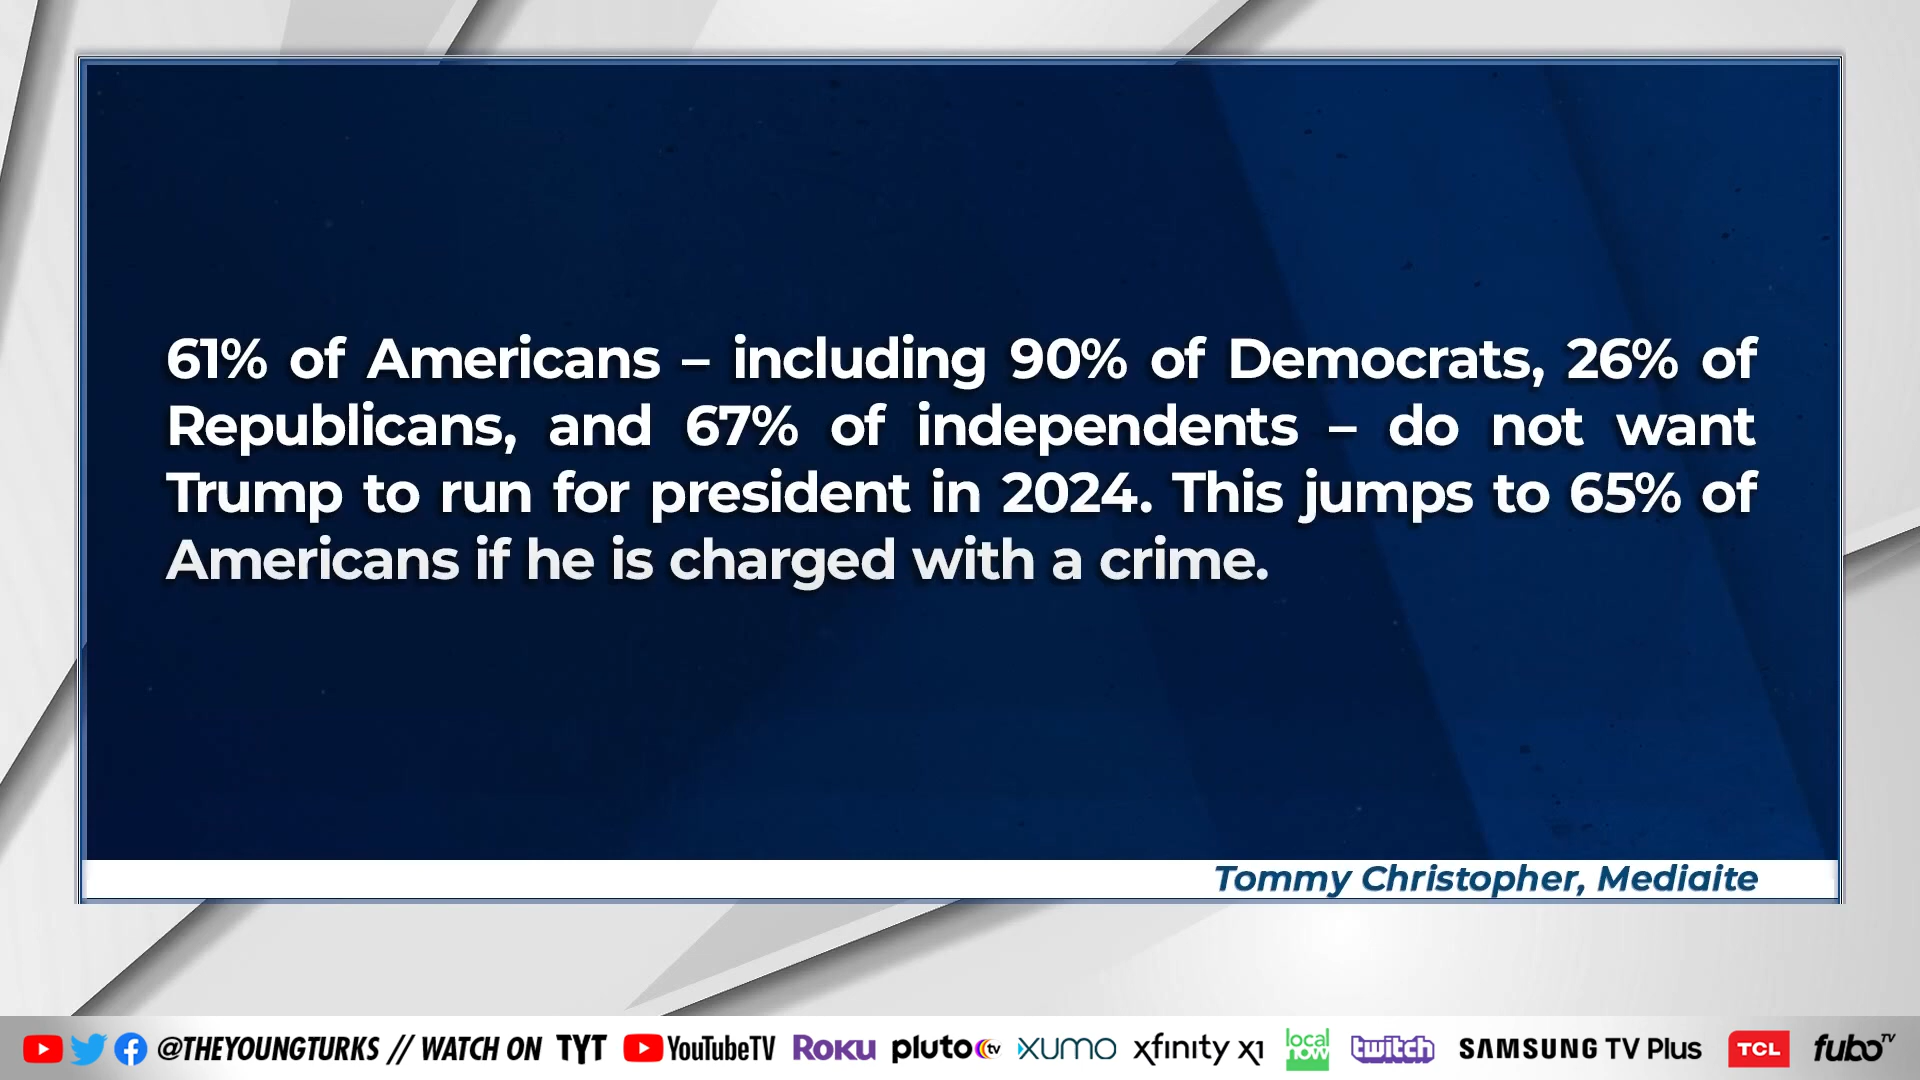 61% of Americans – including 90% of Democrats, 26% of
Republicans, and 67% of independents – do not want
Trump to run for president in 2024. This jumps to 65% of
Americans if he is charged with a crime.
Tommy Christopher, Mediaite
@THEYOUNGTURKS // WATCH ON TYT YouTubeTV ROKU pluto tv xumo xfinity x1 local now twitch SAMSUNG TV Plus TCL fubo TV